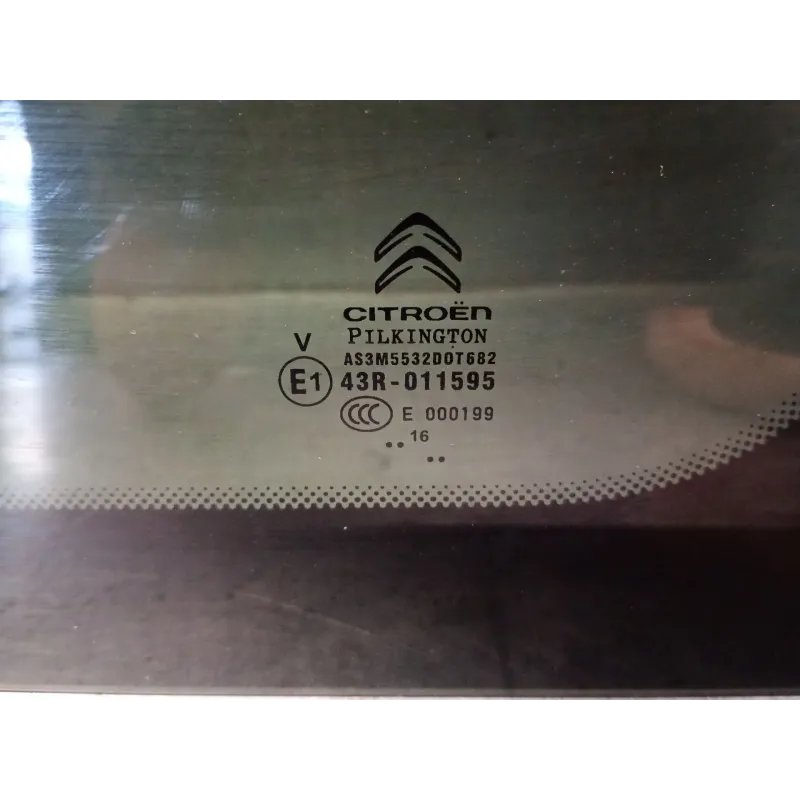 CITROËN
PILKINGTON
V
AS3M5532DOT682
E1 43R-011595
CCC E 000199
.. 16
..